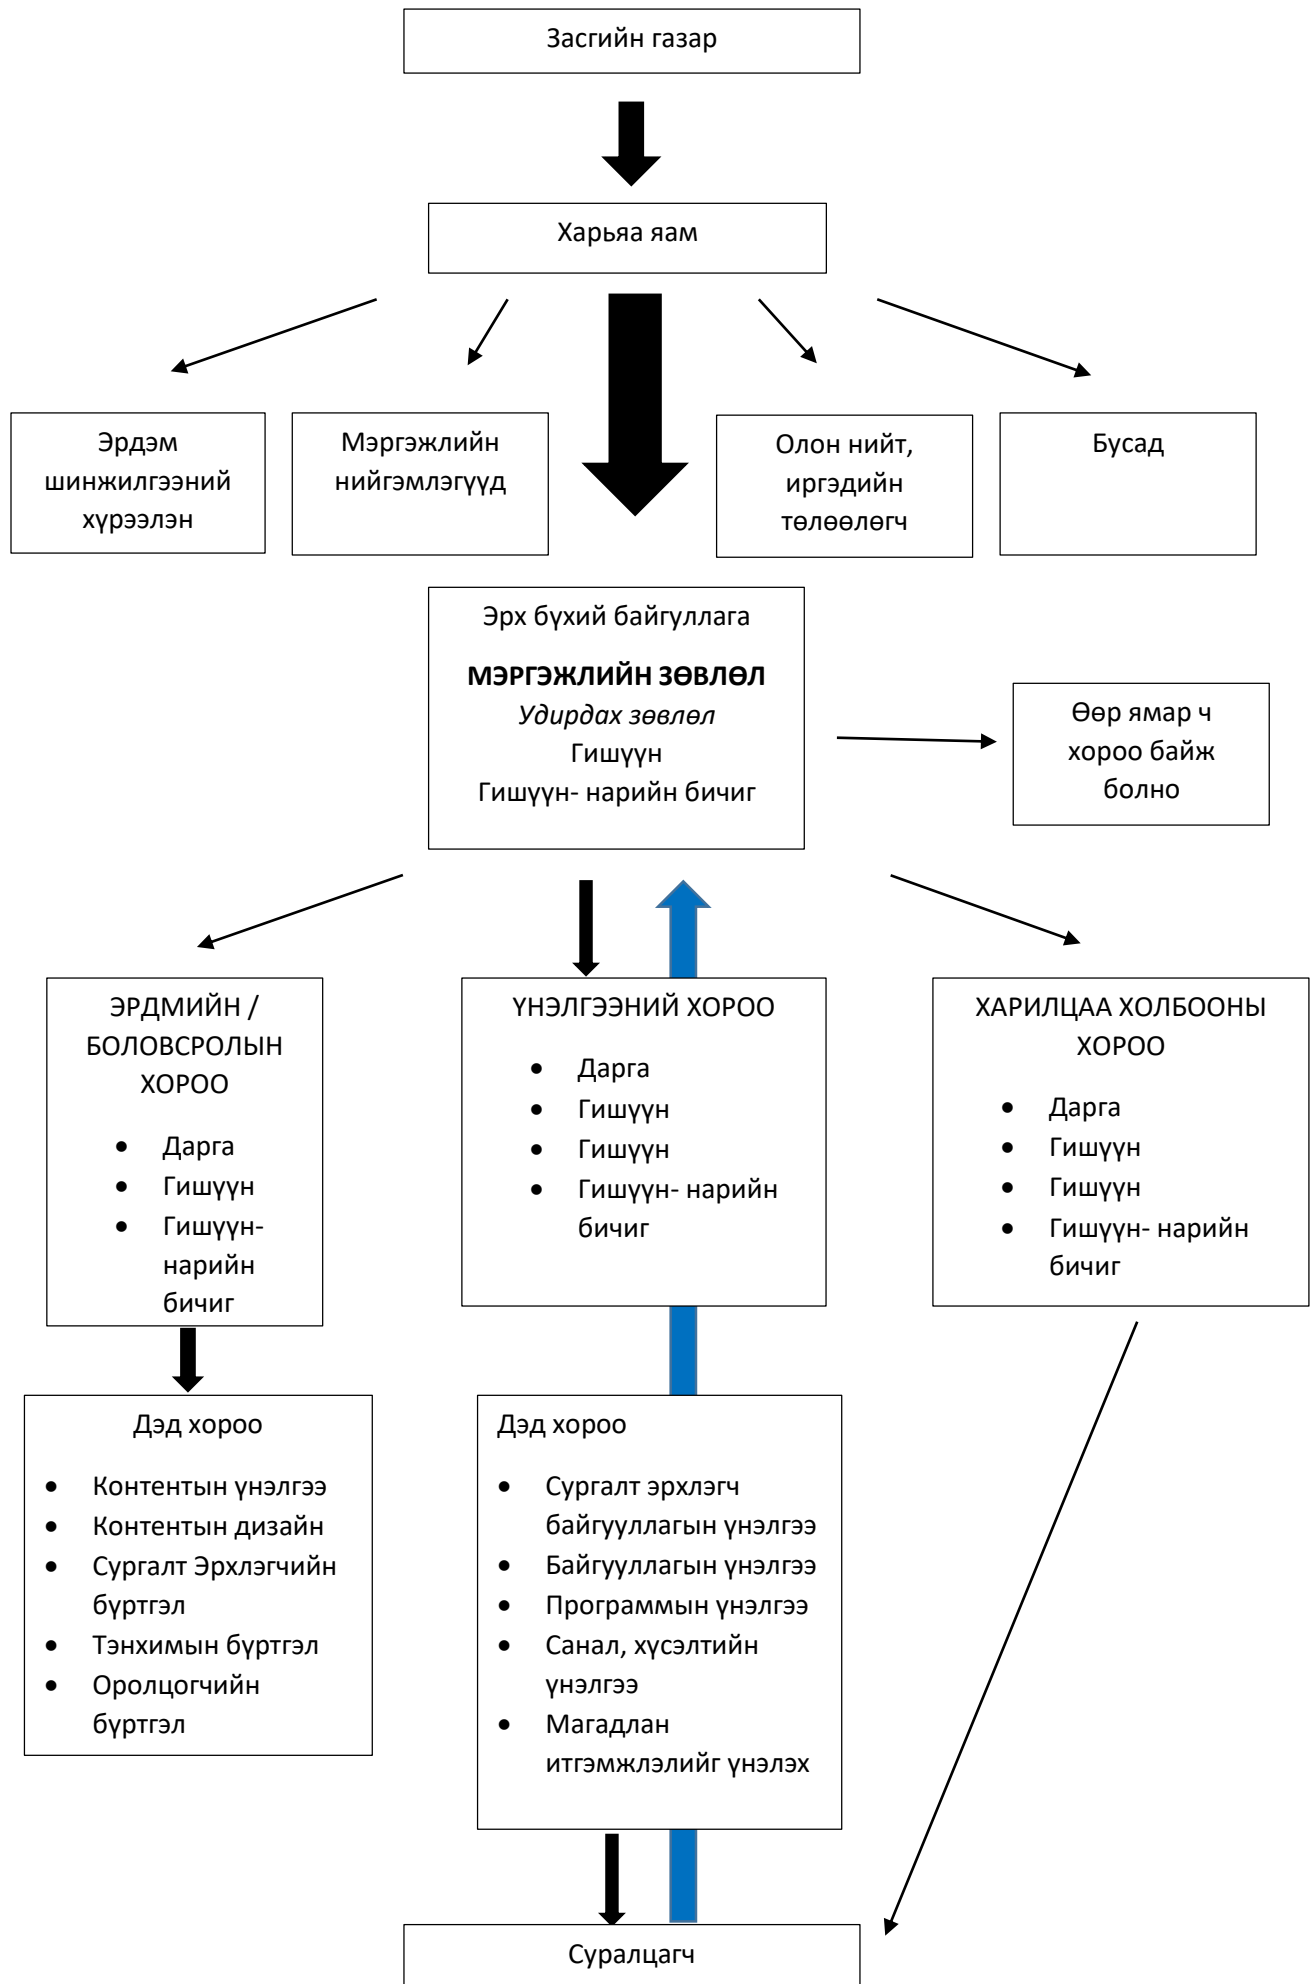 Засгийн газар
Харьяа яам
Эрдэм
шинжилгээний
хүрээлэн
Мэргэжлийн
нийгэмлэгүүд
Олон нийт,
иргэдийн
төлөөлөгч
Бусад
Эрх бүхий байгуллага
МЭРГЭЖЛИЙН ЗӨВЛӨЛ
Удирдах зөвлөл
Гишүүн
Гишүүн- нарийн бичиг
Өөр ямар ч
хороо байж
болно
ЭРДМИЙН /
БОЛОВСРОЛЫН
ХОРОО
• Дарга
• Гишүүн
• Гишүүн-
нарийн
бичиг
ҮНЭЛГЭЭНИЙ ХОРОО
• Дарга
• Гишүүн
• Гишүүн
• Гишүүн- нарийн
бичиг
ХАРИЛЦАА ХОЛБООНЫ
ХОРОО
• Дарга
• Гишүүн
• Гишүүн
• Гишүүн- нарийн
бичиг
Дэд хороо
• Контентын үнэлгээ
• Контентын дизайн
• Сургалт Эрхлэгчийн
бүртгэл
• Тэнхимын бүртгэл
• Оролцогчийн
бүртгэл
Дэд хороо
• Сургалт эрхлэгч
байгууллагын үнэлгээ
• Байгууллагын үнэлгээ
• Программын үнэлгээ
• Санал, хүсэлтийн
үнэлгээ
• Магадлан
итгэмжлэлийг үнэлэх
Суралцагч